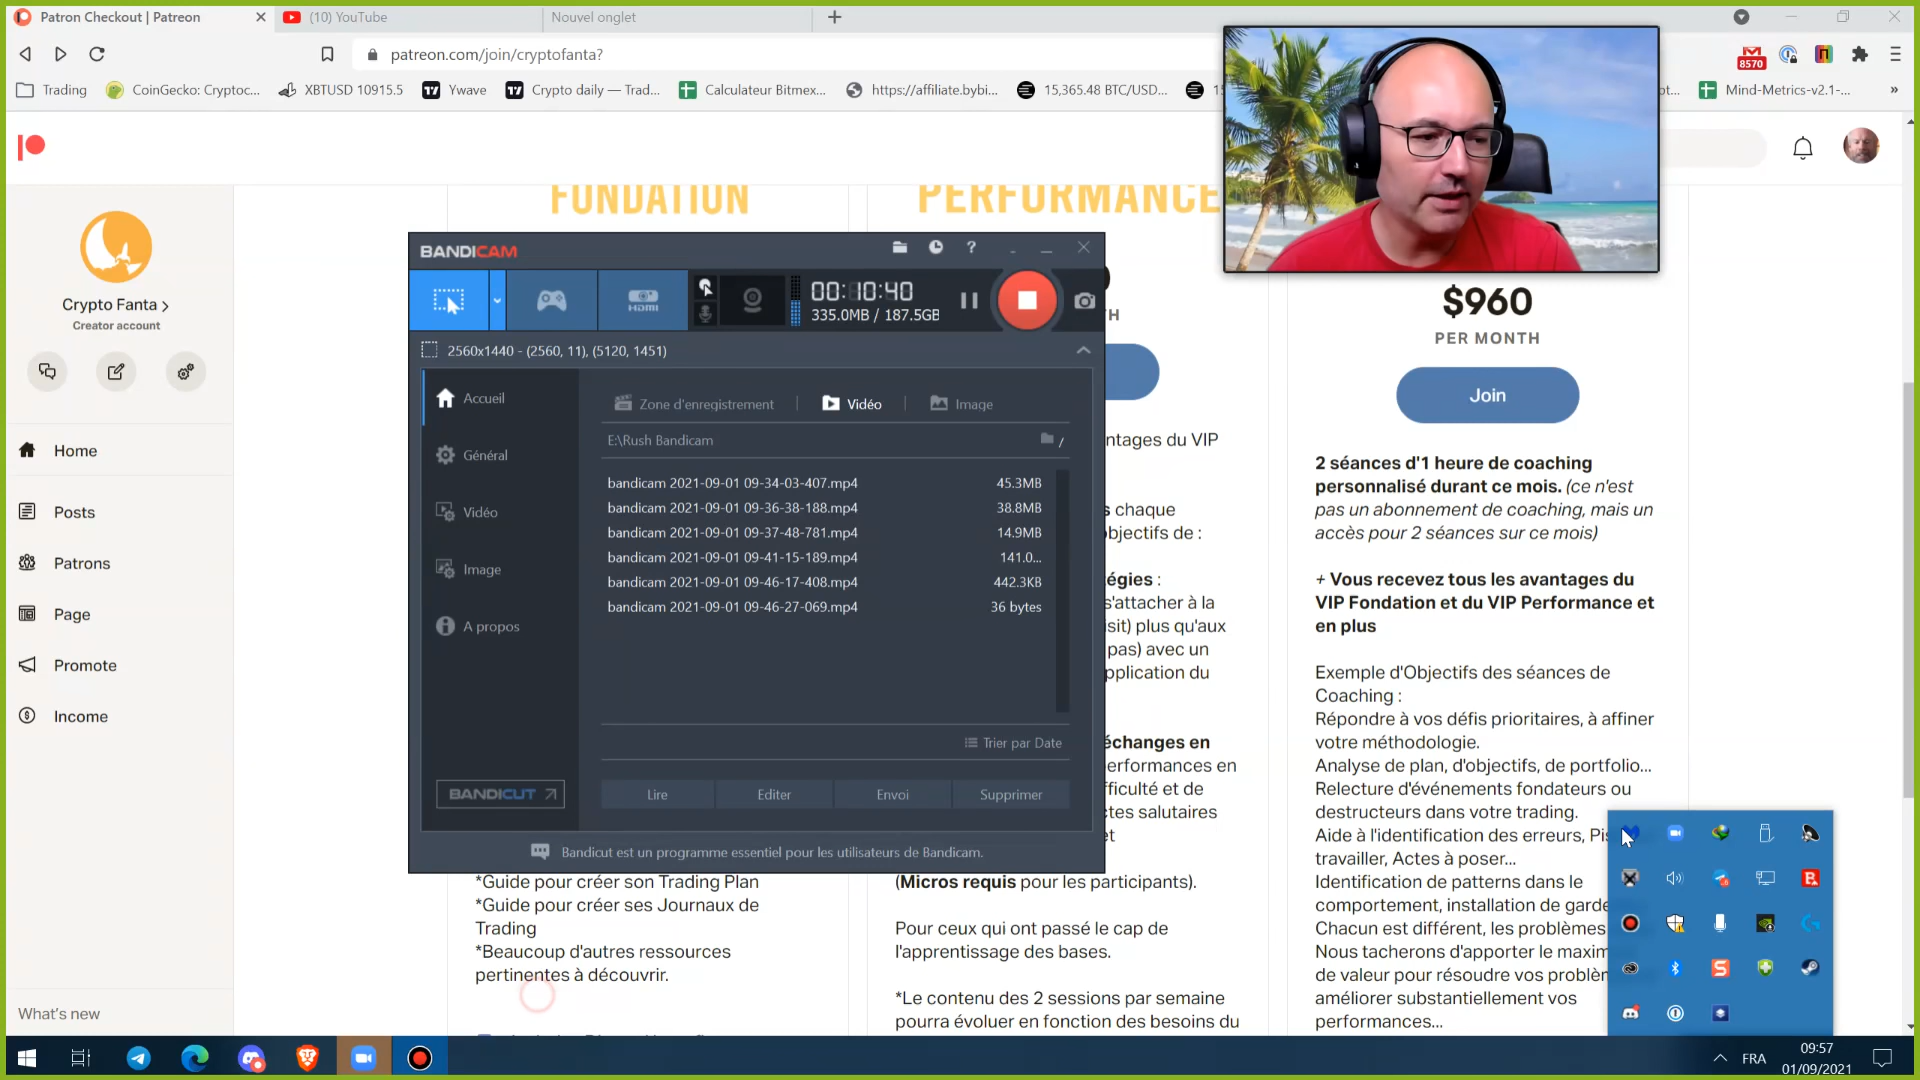 Patron Checkout | Patreon
(10) YouTube
Nouvel onglet
patreon.com/join/cryptofanta?
8570
Trading
CoinGecko: Cryptoc...
XBTUSD 10915.5
Ywave
Crypto daily — Trad...
Calculateur Bitmex...
https://affiliate.bybi...
15,365.48 BTC/USD...
Mind-Metrics-v2.1-...
FONDATION
PERFORMANCE
Crypto Fanta
Creator account
Home
Posts
Patrons
Page
Promote
Income
What's new
BANDICAM
HDMI
00:10:40
335.0MB / 187.5GB
2560x1440 - (2560, 11), (5120, 1451)
Accueil
Général
Vidéo
Image
A propos
BANDICUT
Zone d'enregistrement
Vidéo
Image
E:\Rush Bandicam
bandicam 2021-09-01 09-34-03-407.mp4 45.3MB
bandicam 2021-09-01 09-36-38-188.mp4 38.8MB
bandicam 2021-09-01 09-37-48-781.mp4 14.9MB
bandicam 2021-09-01 09-41-15-189.mp4 141.0...
bandicam 2021-09-01 09-46-17-408.mp4 442.3KB
bandicam 2021-09-01 09-46-27-069.mp4 36 bytes
Trier par Date
Lire
Editer
Envoi
Supprimer
Bandicut est un programme essentiel pour les utilisateurs de Bandicam.
*Guide pour créer son Trading Plan
*Guide pour créer ses Journaux de
Trading
*Beaucoup d'autres ressources
pertinentes à découvrir.
H
ntages du VIP
s chaque
bjectifs de :
égies :
s'attacher à la
isit) plus qu'aux
pas) avec un
pplication du
échanges en
erformances en
fficulté et de
ctes salutaires
et
(Micros requis pour les participants).
Pour ceux qui ont passé le cap de
l'apprentissage des bases.
*Le contenu des 2 sessions par semaine
pourra évoluer en fonction des besoins du
$960
PER MONTH
Join
2 séances d'1 heure de coaching
personnalisé durant ce mois. (ce n'est
pas un abonnement de coaching, mais un
accès pour 2 séances sur ce mois)
+ Vous recevez tous les avantages du
VIP Fondation et du VIP Performance et
en plus
Exemple d'Objectifs des séances de
Coaching :
Répondre à vos défis prioritaires, à affiner
votre méthodologie.
Analyse de plan, d'objectifs, de portfolio...
Relecture d'événements fondateurs ou
destructeurs dans votre trading.
Aide à l'identification des erreurs, Pis
travailler, Actes à poser...
Identification de patterns dans le
comportement, installation de garde
Chacun est différent, les problèmes
Nous tacherons d'apporter le maxim
de valeur pour résoudre vos problèn
améliorer substantiellement vos
performances...
FRA
09:57
01/09/2021